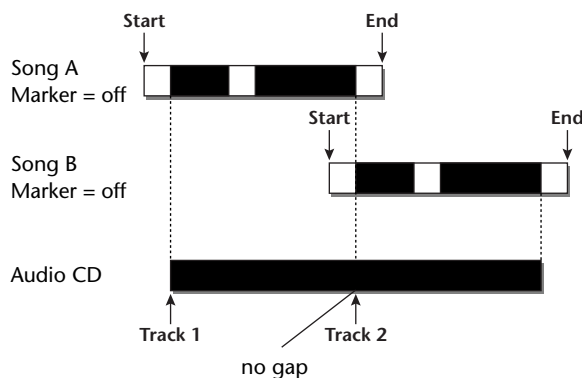 Start
End
Song A
Marker = off
Start
End
Song B
Marker = off
Audio CD
Track 1
Track 2
no gap